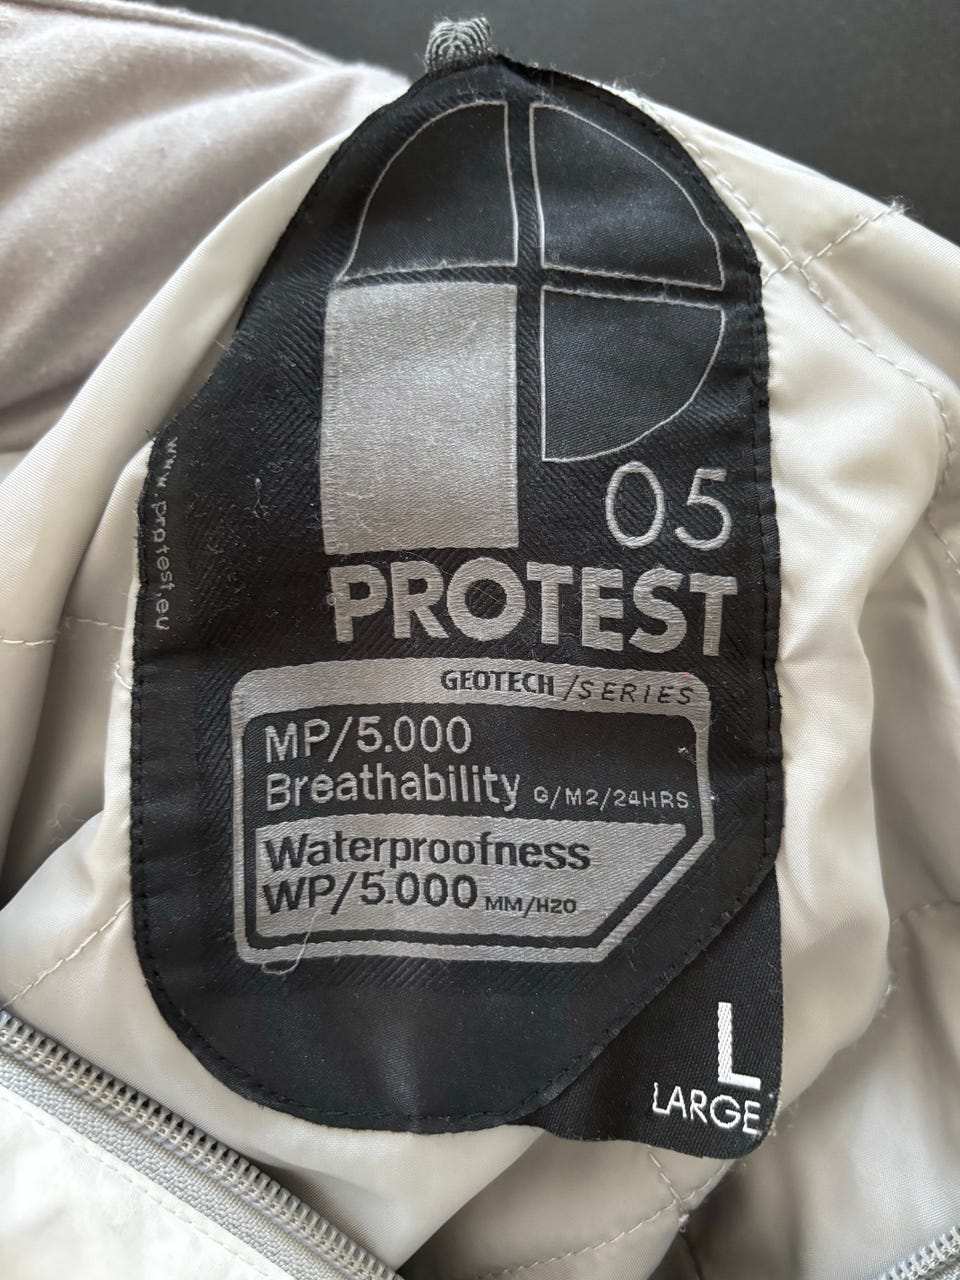 www.protest.eu
05
PROTEST
GEOTECH /SERIES
MP/5.000
Breathability G/M2/24HRS
Waterproofness
WP/5.000 MM/H2O
L
LARGE